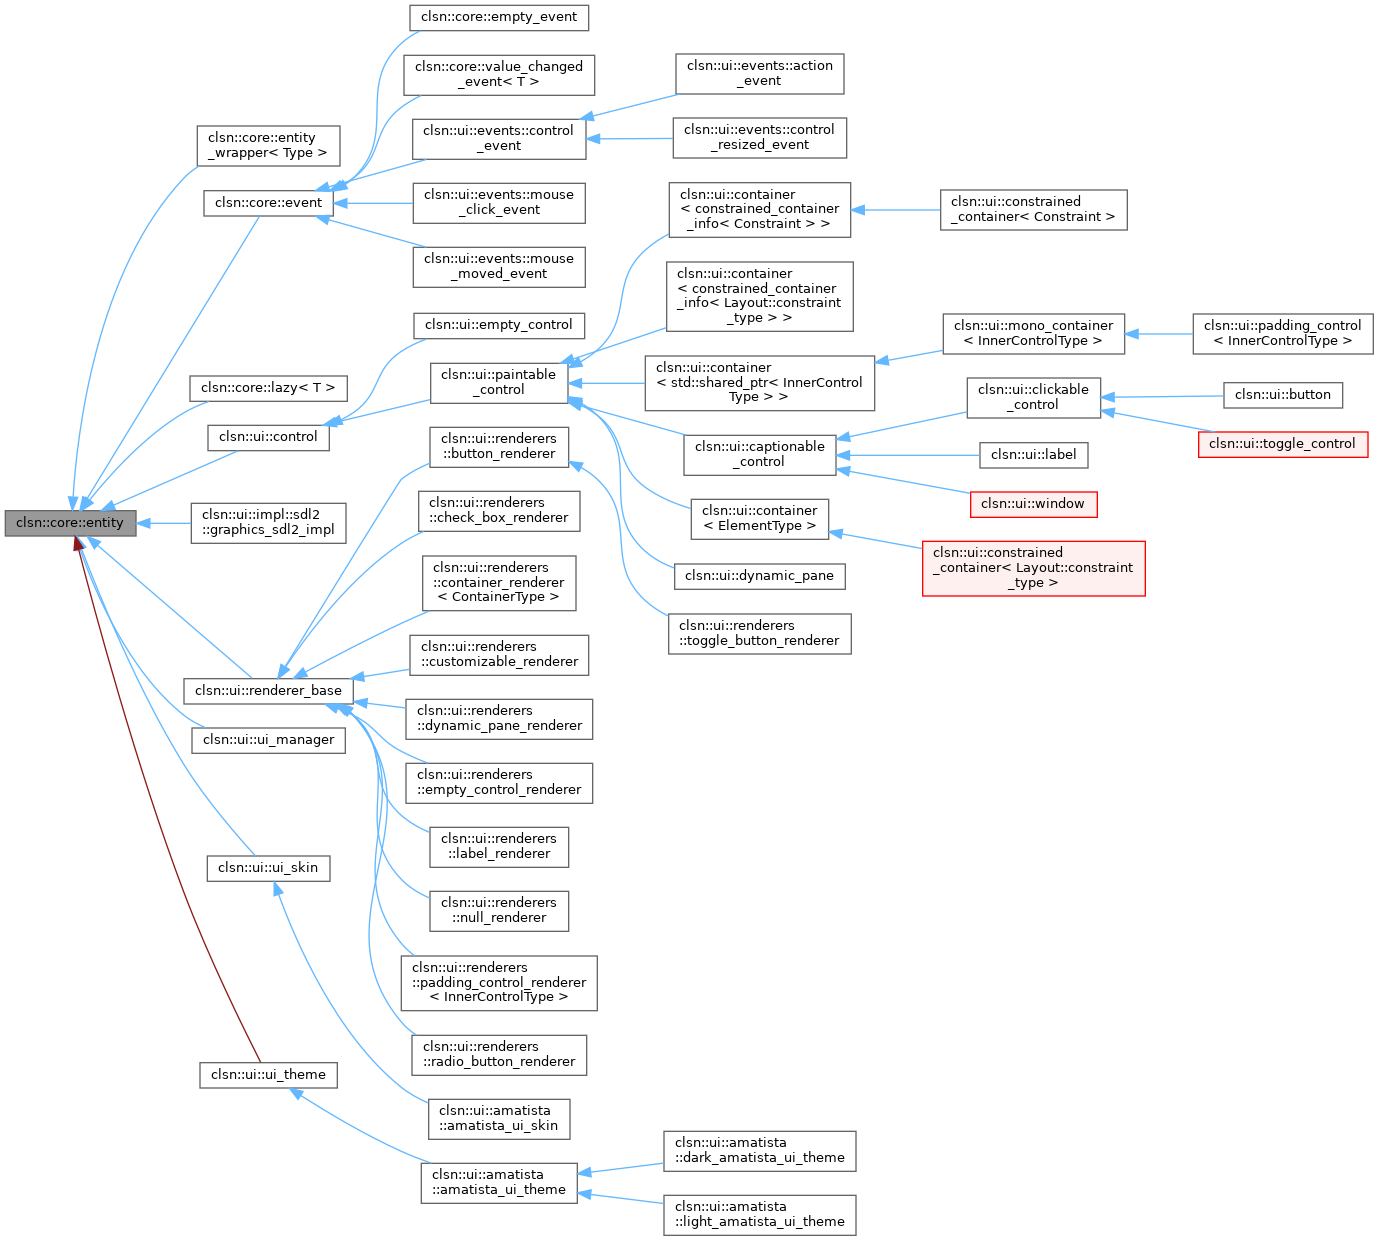 clsn::core::entity
clsn::core::entity
_wrapper< Type >
clsn::core::event
clsn::core::lazy< T >
clsn::ui::control
clsn::ui::impl::sdl2
::graphics_sdl2_impl
clsn::ui::renderer_base
clsn::ui::ui_manager
clsn::ui::ui_skin
clsn::ui::ui_theme
clsn::core::empty_event
clsn::core::value_changed
_event< T >
clsn::ui::events::control
_event
clsn::ui::events::mouse
_click_event
clsn::ui::events::mouse
_moved_event
clsn::ui::empty_control
clsn::ui::paintable
_control
clsn::ui::renderers
::button_renderer
clsn::ui::renderers
::check_box_renderer
clsn::ui::renderers
::container_renderer
< ContainerType >
clsn::ui::renderers
::customizable_renderer
clsn::ui::renderers
::dynamic_pane_renderer
clsn::ui::renderers
::empty_control_renderer
clsn::ui::renderers
::label_renderer
clsn::ui::renderers
::null_renderer
clsn::ui::renderers
::padding_control_renderer
< InnerControlType >
clsn::ui::renderers
::radio_button_renderer
clsn::ui::amatista
::amatista_ui_skin
clsn::ui::amatista
::amatista_ui_theme
clsn::ui::events::action
_event
clsn::ui::events::control
_resized_event
clsn::ui::container
< constrained_container
_info< Constraint > >
clsn::ui::container
< constrained_container
_info< Layout::constraint
_type > >
clsn::ui::container
< std::shared_ptr< InnerControl
Type > >
clsn::ui::captionable
_control
clsn::ui::container
< ElementType >
clsn::ui::dynamic_pane
clsn::ui::renderers
::toggle_button_renderer
clsn::ui::amatista
::dark_amatista_ui_theme
clsn::ui::amatista
::light_amatista_ui_theme
clsn::ui::constrained
_container< Constraint >
clsn::ui::mono_container
< InnerControlType >
clsn::ui::clickable
_control
clsn::ui::label
clsn::ui::window
clsn::ui::constrained
_container< Layout::constraint
_type >
clsn::ui::padding_control
< InnerControlType >
clsn::ui::button
clsn::ui::toggle_control